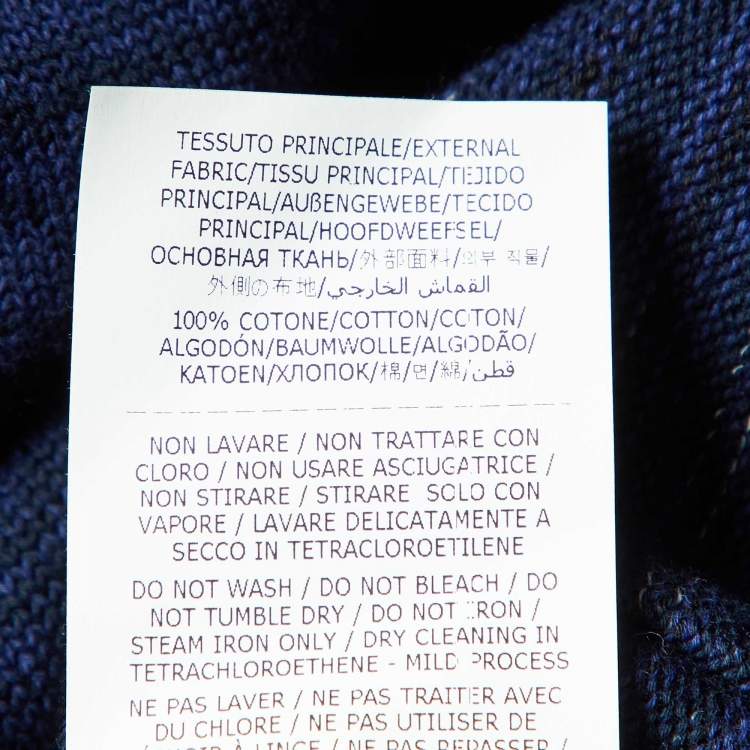 TESSUTO PRINCIPALE/EXTERNAL
FABRIC/TISSU PRINCIPAL/TEJIDO
PRINCIPAL/AUßENGEWEBE/TECIDO
PRINCIPAL/HOOFDWEEFSEL/
ОСНОВНАЯ ТКАНЬ/外部面料/외부 직물/
外側の布地/القماش الخارجي
100% COTONE/COTTON/COTON/
ALGODÓN/BAUMWOLLE/ALGODÃO/
KATOEN/ХЛОПОК/棉/면/綿/قطن
NON LAVARE / NON TRATTARE CON
CLORO / NON USARE ASCIUGATRICE /
NON STIRARE / STIRARE SOLO CON
VAPORE / LAVARE DELICATAMENTE A
SECCO IN TETRACLOROETILENE
DO NOT WASH / DO NOT BLEACH / DO
NOT TUMBLE DRY / DO NOT IRON /
STEAM IRON ONLY / DRY CLEANING IN
TETRACHLOROETHENE - MILD PROCESS
NE PAS LAVER / NE PAS TRAITER AVEC
DU CHLORE / NE PAS UTILISER DE
À LINGE / NE PAS REPASSER /